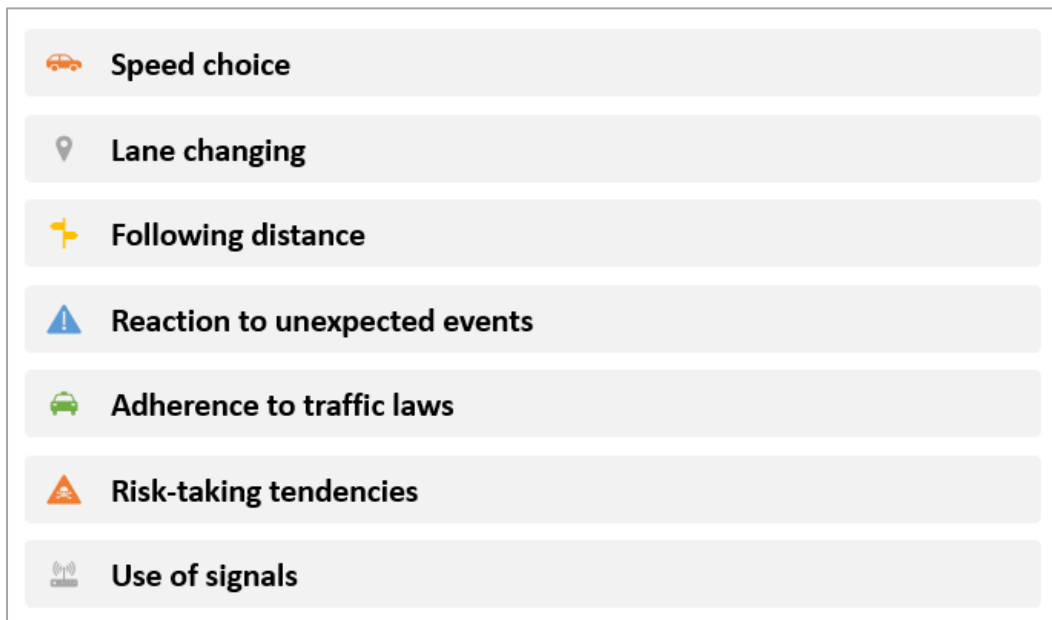 Speed choice
Lane changing
Following distance
Reaction to unexpected events
Adherence to traffic laws
Risk-taking tendencies
Use of signals